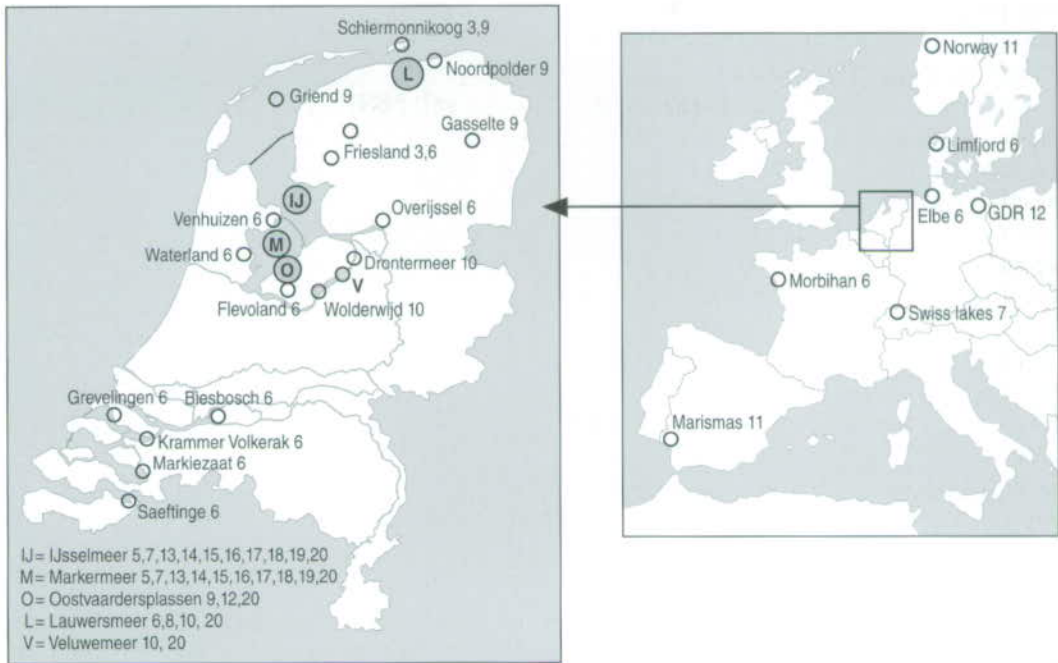 Schiermonnikoog 3,9
L
Noordpolder 9
Griend 9
Gasselte 9
Friesland 3,6
IJ
Venhuizen 6
Overijssel 6
M
Waterland 6
O
Drontermeer 10
V
Flevoland 6
Wolderwijd 10
Grevelingen 6
Biesbosch 6
Krammer Volkerak 6
Markiezaat 6
Saeftinge 6
IJ= IJsselmeer 5,7,13,14,15,16,17,18,19,20
M= Markermeer 5,7,13,14,15,16,17,18,19,20
O= Oostvaardersplassen 9,12,20
L= Lauwersmeer 6,8,10, 20
V= Veluwemeer 10, 20
Norway 11
Limfjord 6
Elbe 6
GDR 12
Morbihan 6
Swiss lakes 7
Marismas 11